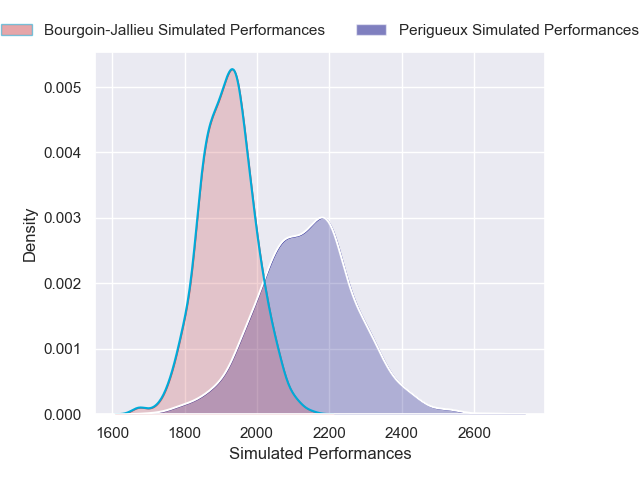 Bourgoin-Jallieu Simulated Performances
Perigueux Simulated Performances
0.005
0.004
0.003
0.002
0.001
0.000
Density
1600 1800 2000 2200 2400 2600
Simulated Performances